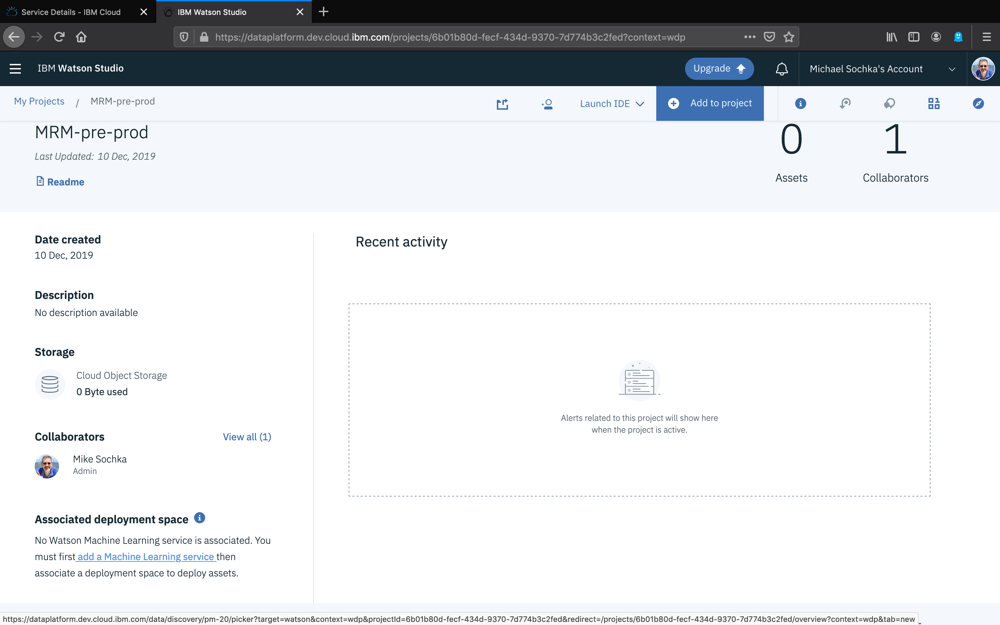 Service Details - IBM Cloud
IBM Watson Studio
https://dataplatform.dev.cloud.ibm.com/projects/6b01b80d-fecf-434d-9370-7d774b3c2fed?context=wdp
IBM Watson Studio
Upgrade
Michael Sochka's Account
My Projects / MRM-pre-prod
Launch IDE
Add to project
MRM-pre-prod
Last Updated: 10 Dec, 2019
Readme
0
Assets
1
Collaborators
Date created
10 Dec, 2019
Description
No description available
Storage
Cloud Object Storage
0 Byte used
Collaborators
View all (1)
Mike Sochka
Admin
Associated deployment space
No Watson Machine Learning service is associated. You
must first add a Machine Learning service then
associate a deployment space to deploy assets.
Recent activity
Alerts related to this project will show here
when the project is active.
https://dataplatform.dev.cloud.ibm.com/data/discovery/pm-20/picker?target=watson&context=wdp&projectId=6b01b80d-fecf-434d-9370-7d774b3c2fed&redirect=/projects/6b01b80d-fecf-434d-9370-7d774b3c2fed/overview?context=wdp&tab=new